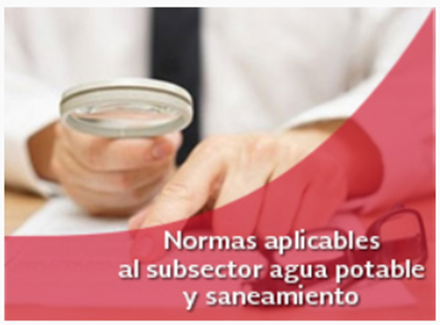 Normas aplicables
al subsector agua potable
y saneamiento